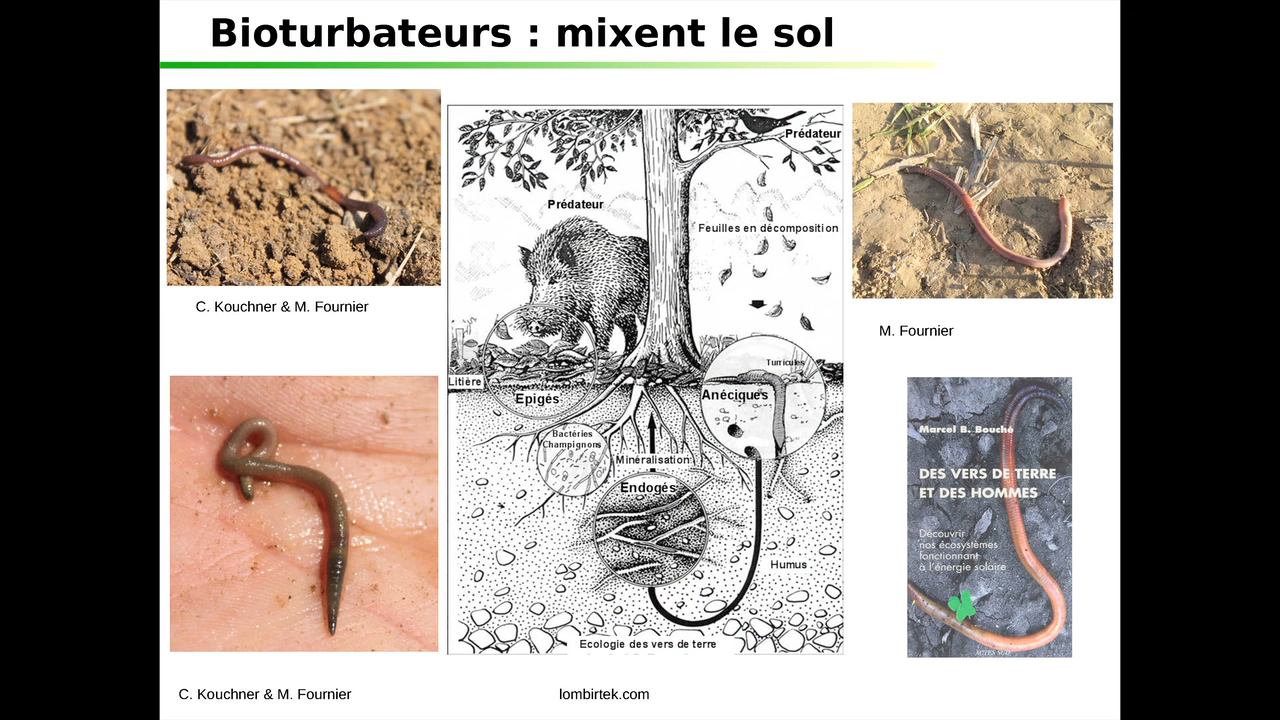 Bioturbateurs : mixent le sol
C. Kouchner & M. Fournier
Prédateur
Prédateur
Feuilles en décomposition
Turricules
Litière
Epigés
Anéciques
Bactéries
Champignons
Minéralisation
Endogés
Humus
Ecologie des vers de terre
M. Fournier
Marcel B. Bouché
DES VERS DE TERRE
ET DES HOMMES
Découvrir
nos écosystèmes
fonctionnant
à l'énergie solaire
ACTES SUD
C. Kouchner & M. Fournier
lombirtek.com